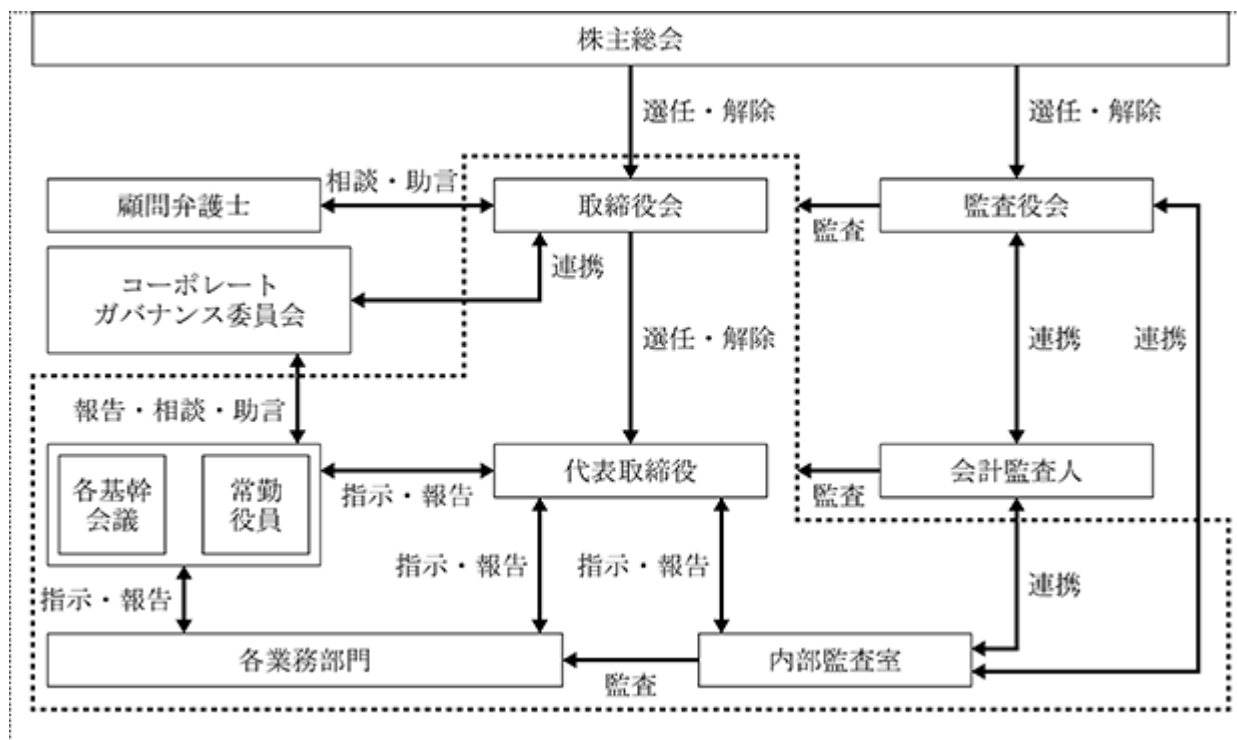 株主総会
選任・解除
選任・解除
相談・助言
顧問弁護士
取締役会
監査役会
監査
連携
コーポレート
ガバナンス委員会
選任・解除
連携
連携
報告・相談・助言
各基幹
会議
常勤
役員
指示・報告
代表取締役
監査
会計監査人
指示・報告
指示・報告
指示・報告
連携
各業務部門
監査
内部監査室